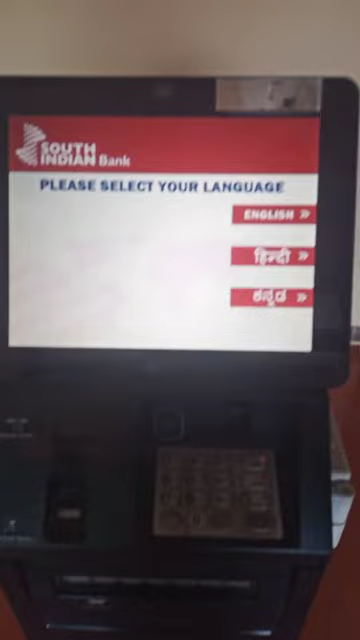 SOUTH
INDIAN Bank
PLEASE SELECT YOUR LANGUAGE
ENGLISH »
हिन्दी »
ಕನ್ನಡ »